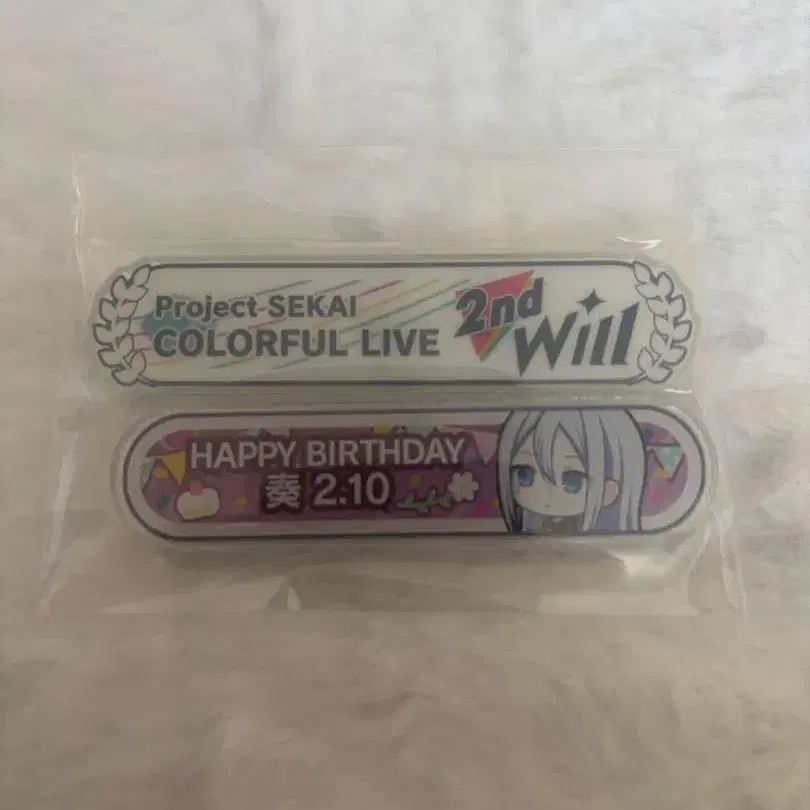 Project SEKAI
COLORFUL LIVE
2nd
Will
HAPPY BIRTHDAY
奏 2.10